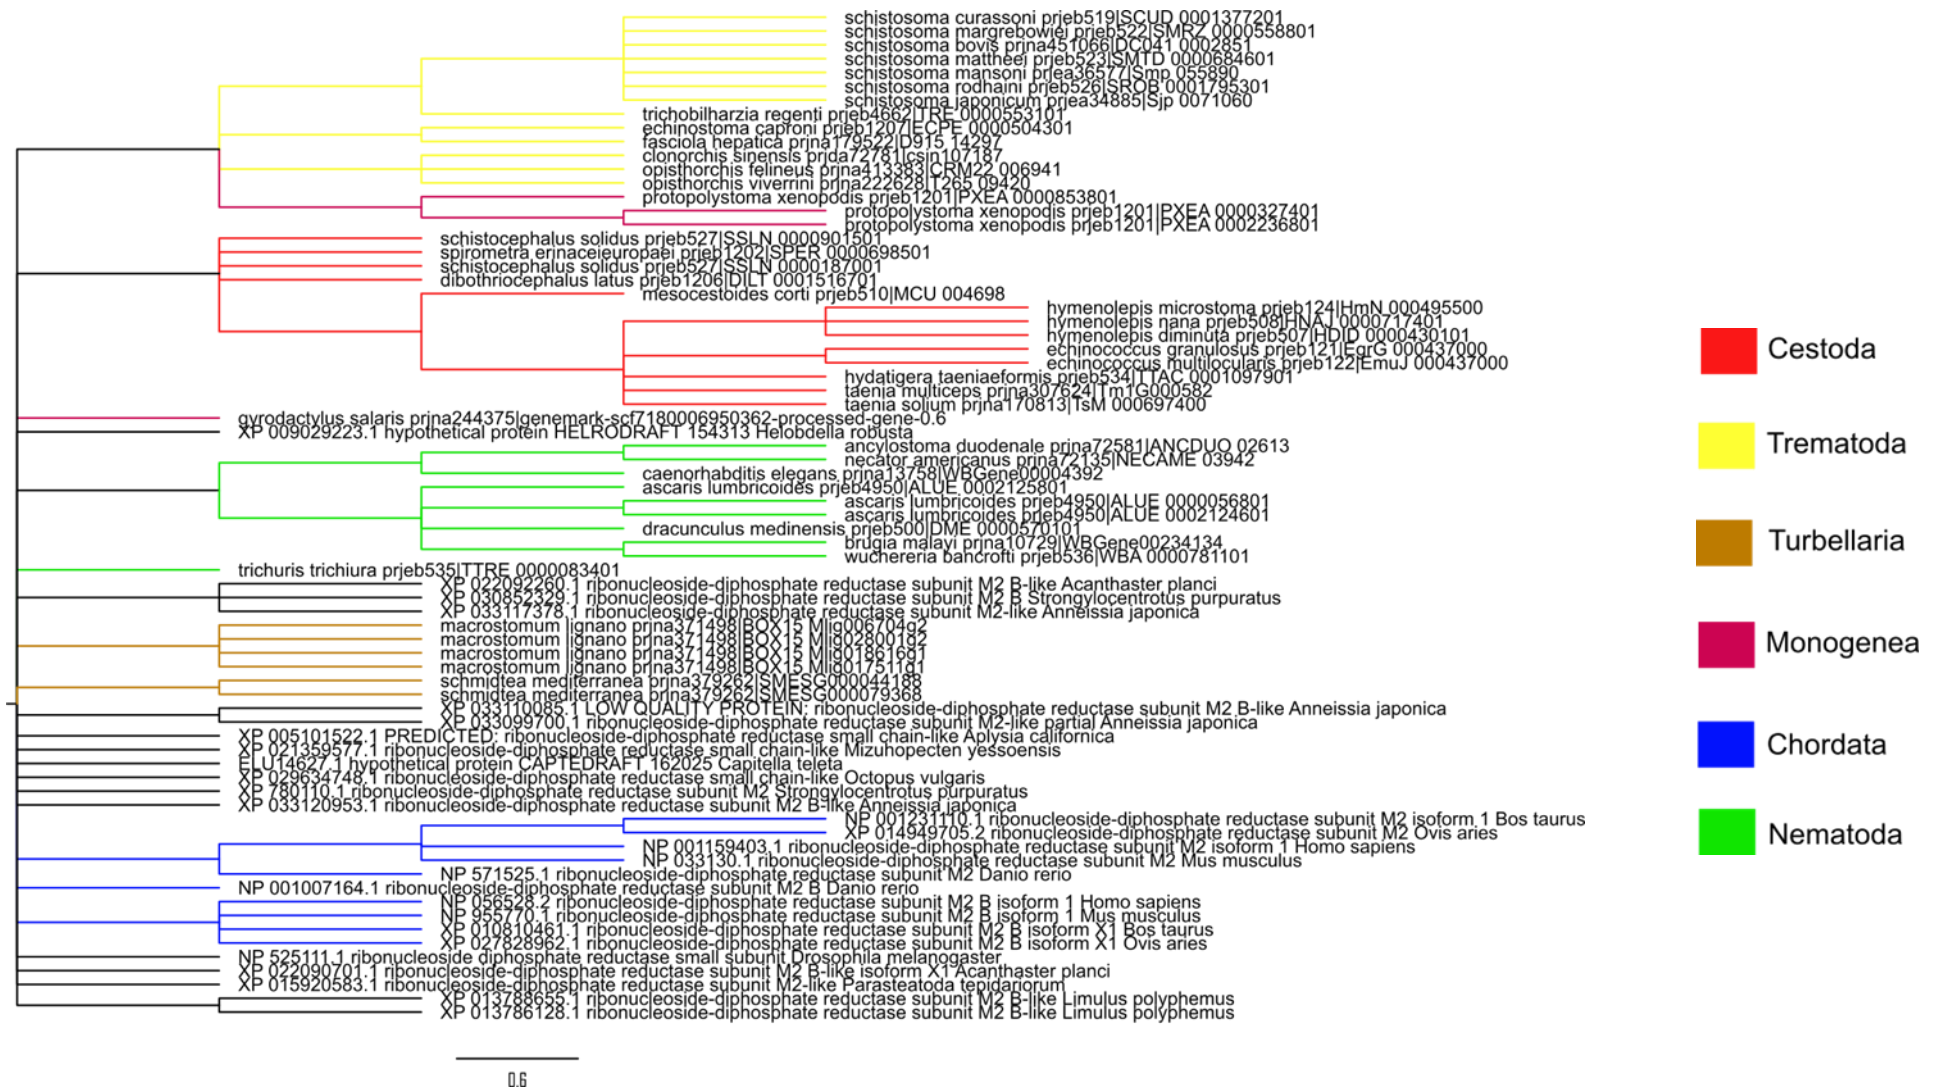 schistosoma curassoni prjeb519|SCUD 0001377201
schistosoma margrebowiei prjeb522|SMRZ 0000558801
schistosoma bovis prjna451066|DC041 0002851
schistosoma mattheei prjeb523|SMTD 0000684601
schistosoma mansoni prjea36577|Smp 055890
schistosoma rodhaini prjeb526|SROB 0001795301
schistosoma japonicum prjea34885|Sjp 0071060
trichobilharzia regenti prjeb4662|TRE 0000553101
echinostoma caproni prjeb1207|ECPE 0000504301
fasciola hepatica prjna179522|D915 14297
clonorchis sinensis prjda72781|csin107187
opisthorchis felineus prjna413383|CRM22 006941
opisthorchis viverrini prjna222628|T265 09420
protopolystoma xenopodis prjeb1201|PXEA 0000853801
protopolystoma xenopodis prjeb1201|PXEA 0000327401
protopolystoma xenopodis prjeb1201|PXEA 0002236801
schistocephalus solidus prjeb527|SSLN 0000901501
spirometra erinaceieuropaei prjeb1202|SPER 0000698501
schistocephalus solidus prjeb527|SSLN 0000187001
dibothriocephalus latus prjeb1206|DILT 0001516701
mesocestoides corti prjeb510|MCU 004698
hymenolepis microstoma prjeb124|HmN 000495500
hymenolepis nana prjeb508|HNAJ 0000717401
hymenolepis diminuta prjeb507|HDID 0000430101
echinococcus granulosus prjeb121|EgrG 000437000
echinococcus multilocularis prjeb122|EmuJ 000437000
hydatigera taeniaeformis prjeb534|TTAC 0001097901
taenia multiceps prjna307624|Tm1G000582
taenia solium prjna170813|TsM 000697400
gyrodactylus salaris prjna244375|genemark-scf7180006950362-processed-gene-0.6
XP 009029223.1 hypothetical protein HELRODRAFT 154313 Helobdella robusta
ancylostoma duodenale prjna72581|ANCDUO 02613
necator americanus prjna72135|NECAME 03942
caenorhabditis elegans prjna13758|WBGene00004392
ascaris lumbricoides prjeb4950|ALUE 0002125801
ascaris lumbricoides prjeb4950|ALUE 0000056801
ascaris lumbricoides prjeb4950|ALUE 0002124601
dracunculus medinensis prjeb500|DME 0000570101
brugia malayi prjna10729|WBGene00234134
wuchereria bancrofti prjeb536|WBA 0000781101
trichuris trichiura prjeb535|TTRE 0000083401
XP 022092260.1 ribonucleoside-diphosphate reductase subunit M2 B-like Acanthaster planci
XP 030852329.1 ribonucleoside-diphosphate reductase subunit M2 B Strongylocentrotus purpuratus
XP 033117378.1 ribonucleoside-diphosphate reductase subunit M2-like Anneissia japonica
macrostomum lignano prjna371498|BOX15 Mlig006704g2
macrostomum lignano prjna371498|BOX15 Mlig028001g2
macrostomum lignano prjna371498|BOX15 Mlig018616g1
macrostomum lignano prjna371498|BOX15 Mlig017511g1
schmidtea mediterranea prjna379262|SMESG000044188
schmidtea mediterranea prjna379262|SMESG000079368
XP 033110085.1 LOW QUALITY PROTEIN: ribonucleoside-diphosphate reductase subunit M2 B-like Anneissia japonica
XP 033099700.1 ribonucleoside-diphosphate reductase subunit M2-like partial Anneissia japonica
XP 005101522.1 PREDICTED: ribonucleoside-diphosphate reductase small chain-like Aplysia californica
XP 021359577.1 ribonucleoside-diphosphate reductase small chain-like Mizuhopecten yessoensis
ELU14627.1 hypothetical protein CAPTEDRAFT 162025 Capitella teleta
XP 029634748.1 ribonucleoside-diphosphate reductase small chain-like Octopus vulgaris
XP 780110.1 ribonucleoside-diphosphate reductase subunit M2 Strongylocentrotus purpuratus
XP 033120953.1 ribonucleoside-diphosphate reductase subunit M2 B-like Anneissia japonica
NP 001231110.1 ribonucleoside-diphosphate reductase subunit M2 isoform 1 Bos taurus
XP 014949705.2 ribonucleoside-diphosphate reductase subunit M2 Ovis aries
NP 001159403.1 ribonucleoside-diphosphate reductase subunit M2 isoform 1 Homo sapiens
NP 033130.1 ribonucleoside-diphosphate reductase subunit M2 Mus musculus
NP 571525.1 ribonucleoside-diphosphate reductase subunit M2 Danio rerio
NP 001007164.1 ribonucleoside-diphosphate reductase subunit M2 B Danio rerio
NP 056528.2 ribonucleoside-diphosphate reductase subunit M2 B isoform 1 Homo sapiens
NP 955770.1 ribonucleoside-diphosphate reductase subunit M2 B isoform 1 Mus musculus
XP 010810461.1 ribonucleoside-diphosphate reductase subunit M2 B isoform X1 Bos taurus
XP 027828962.1 ribonucleoside-diphosphate reductase subunit M2 B isoform X1 Ovis aries
NP 525111.1 ribonucleoside diphosphate reductase small subunit Drosophila melanogaster
XP 022090701.1 ribonucleoside-diphosphate reductase subunit M2 B-like isoform X1 Acanthaster planci
XP 015920583.1 ribonucleoside-diphosphate reductase subunit M2-like Parasteatoda tepidariorum
XP 013788655.1 ribonucleoside-diphosphate reductase subunit M2 B-like Limulus polyphemus
XP 013786128.1 ribonucleoside-diphosphate reductase subunit M2 B-like Limulus polyphemus
0.6
Cestoda
Trematoda
Turbellaria
Monogenea
Chordata
Nematoda